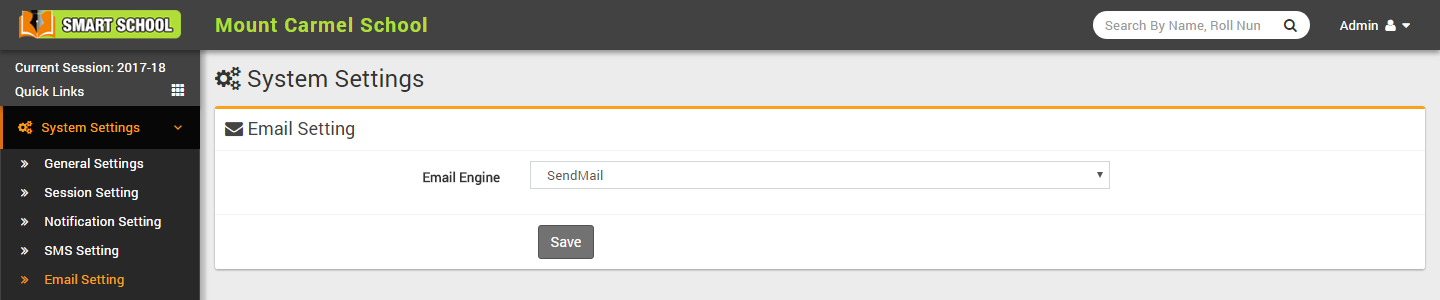 SMART SCHOOL
Mount Carmel School
Search By Name, Roll Nun
Admin
Current Session: 2017-18
Quick Links
System Settings
General Settings
Session Setting
Notification Setting
SMS Setting
Email Setting
System Settings
Email Setting
Email Engine
SendMail
Save